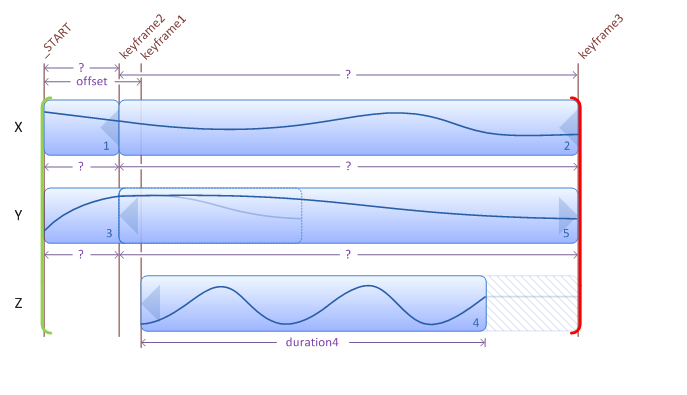 _START
keyframe2
keyframe1
keyframe3
?
?
offset
X
1
2
?
?
Y
3
5
?
?
Z
4
duration4